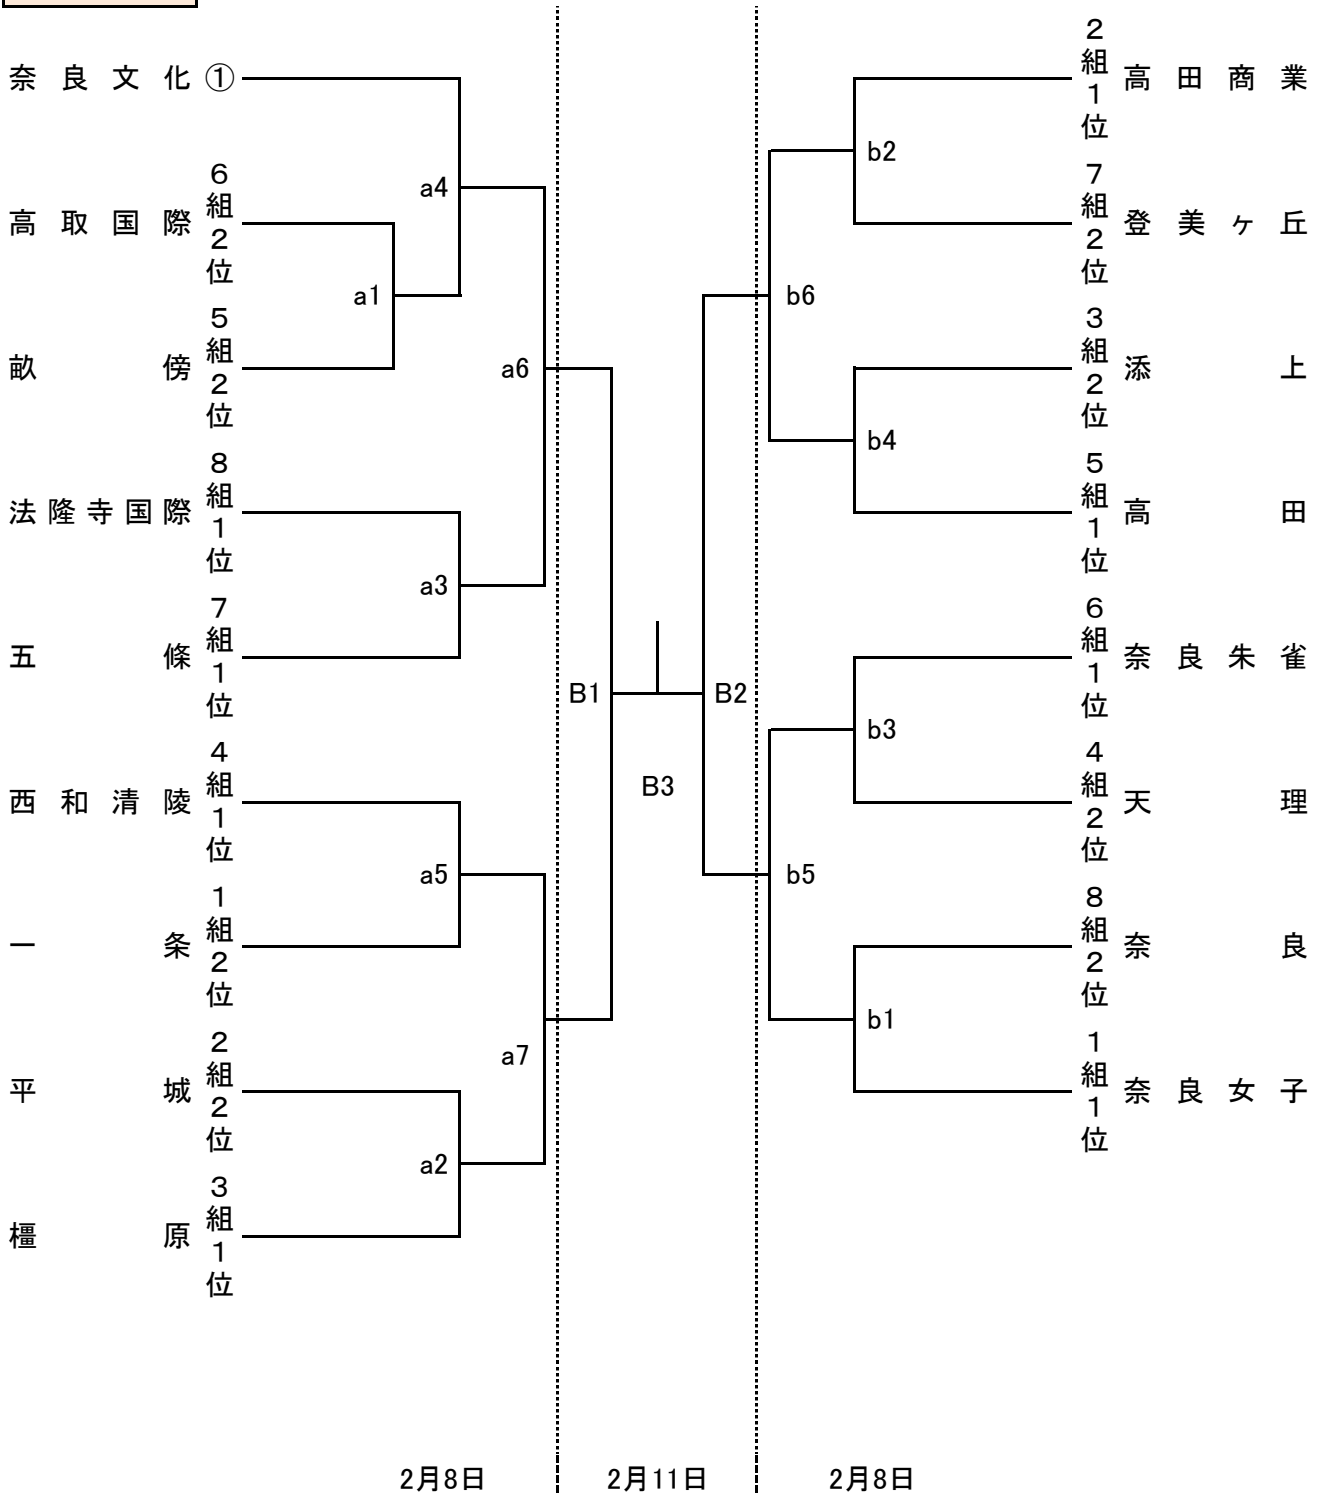 奈良文化 ①
高取国際 6組2位
畝傍 5組2位
法隆寺国際 8組1位
五條 7組1位
西和清陵 4組1位
一条 1組2位
平城 2組2位
橿原 3組1位
a4
a1
a6
a3
a5
a7
a2
B1
B2
B3
b2
b6
b4
b3
b5
b1
2組1位 高田商業
7組2位 登美ヶ丘
3組2位 添上
5組1位 高田
6組1位 奈良朱雀
4組2位 天理
8組2位 奈良
1組1位 奈良女子
2月8日
2月11日
2月8日